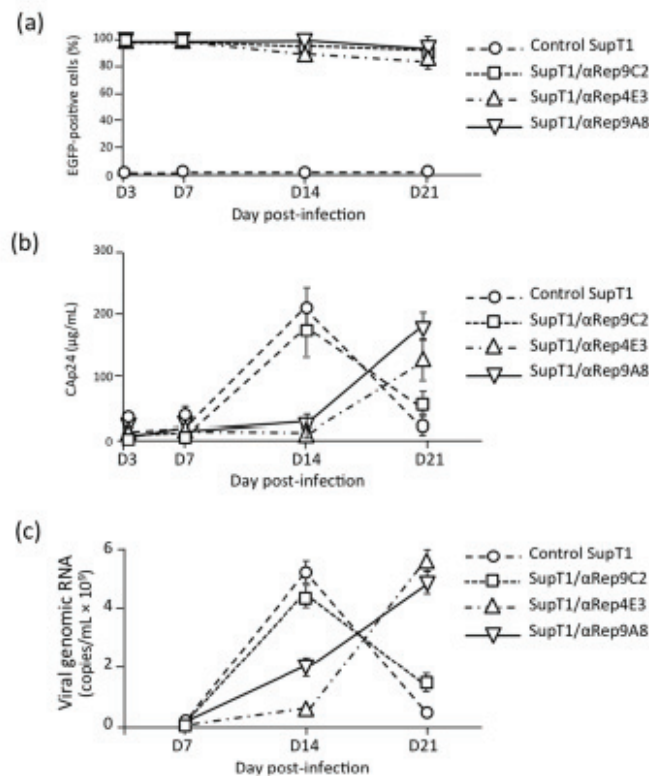 (a)
EGFP-positive cells (%)
100
80
60
40
20
0
D3 D7 D14 D21
Day post-infection
Control SupT1
SupT1/αRep9C2
SupT1/αRep4E3
SupT1/αRep9A8
(b)
CAp24 (µg/mL)
300
200
100
0
D3 D7 D14 D21
Day post-infection
Control SupT1
SupT1/αRep9C2
SupT1/αRep4E3
SupT1/αRep9A8
(c)
Viral genomic RNA
(copies/mL × 10⁹)
6
4
2
0
D7 D14 D21
Day post-infection
Control SupT1
SupT1/αRep9C2
SupT1/αRep4E3
SupT1/αRep9A8